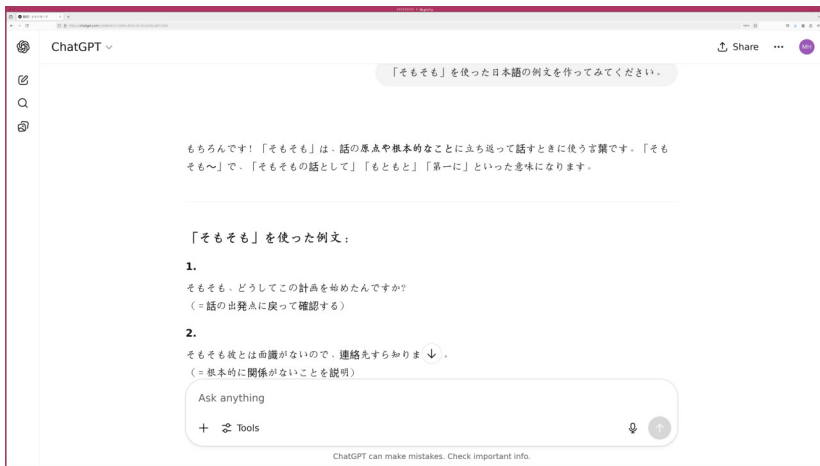 ChatGPT
Share
MH
「そもそも」を使った日本語の例文を作ってみてください。
もちろんです！「そもそも」は、話の原点や根本的なことに立ち返って話すときに使う言葉です。「そも
そも〜」で、「そもそもの話として」「もともと」「第一に」といった意味になります。
「そもそも」を使った例文：
1.
そもそも、どうしてこの計画を始めたんですか?
（=話の出発点に戻って確認する）
2.
そもそも彼とは面識がないので、連絡先すら知りま
（=根本的に関係がないことを説明）
Ask anything
Tools
ChatGPT can make mistakes. Check important info.